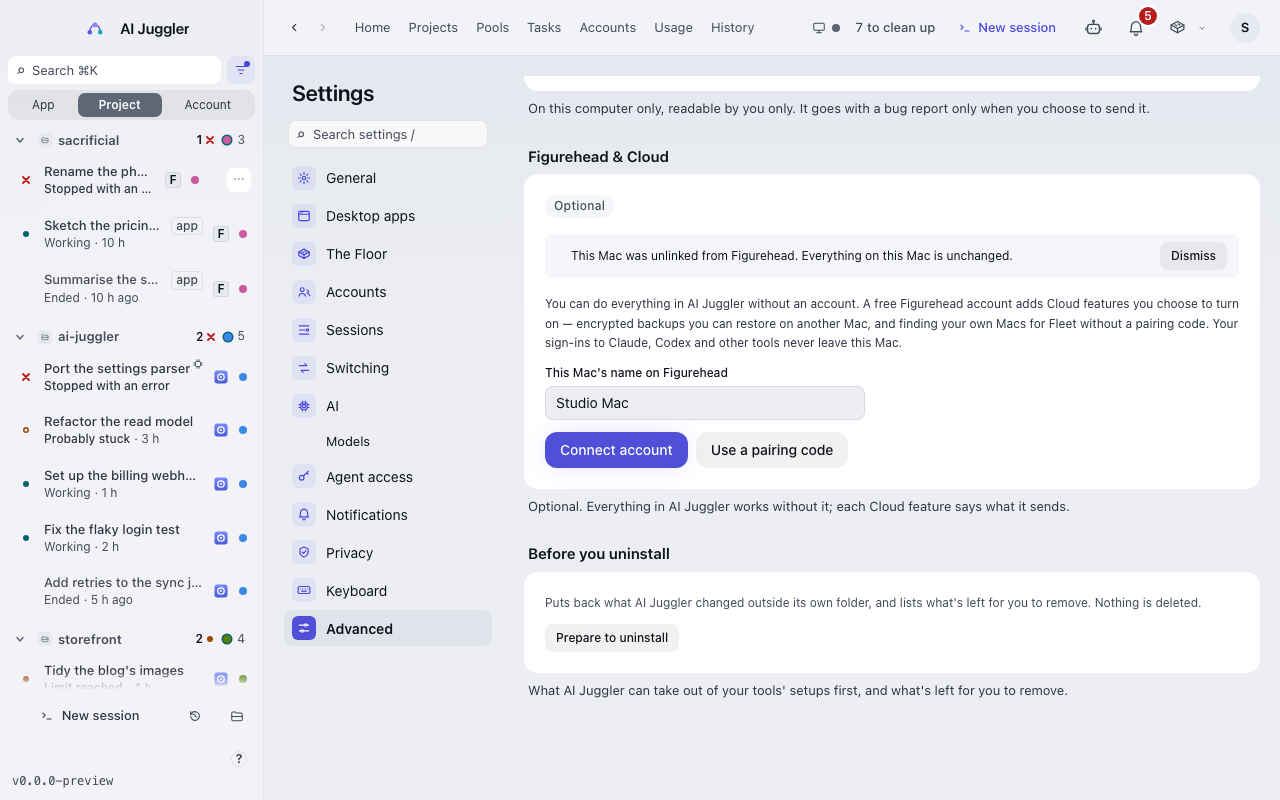 AI Juggler
Search ⌘K
App Project Account
sacrificial 1 3
Rename the ph... F
Stopped with an ...
Sketch the pricin... app F
Working · 10 h
Summarise the s... app F
Ended · 10 h ago
ai-juggler 2 5
Port the settings parser
Stopped with an error
Refactor the read model
Probably stuck · 3 h
Set up the billing webh...
Working · 1 h
Fix the flaky login test
Working · 2 h
Add retries to the sync j...
Ended · 5 h ago
storefront 2 4
Tidy the blog's images
Limit reached · 4 h
New session
?
v0.0.0-preview
Home Projects Pools Tasks Accounts Usage History 7 to clean up New session 5 S
Settings
Search settings /
General
Desktop apps
The Floor
Accounts
Sessions
Switching
AI
Models
Agent access
Notifications
Privacy
Keyboard
Advanced
On this computer only, readable by you only. It goes with a bug report only when you choose to send it.
Figurehead & Cloud
Optional
This Mac was unlinked from Figurehead. Everything on this Mac is unchanged. Dismiss
You can do everything in AI Juggler without an account. A free Figurehead account adds Cloud features you choose to turn
on — encrypted backups you can restore on another Mac, and finding your own Macs for Fleet without a pairing code. Your
sign-ins to Claude, Codex and other tools never leave this Mac.
This Mac's name on Figurehead
Studio Mac
Connect account Use a pairing code
Optional. Everything in AI Juggler works without it; each Cloud feature says what it sends.
Before you uninstall
Puts back what AI Juggler changed outside its own folder, and lists what's left for you to remove. Nothing is deleted.
Prepare to uninstall
What AI Juggler can take out of your tools' setups first, and what's left for you to remove.